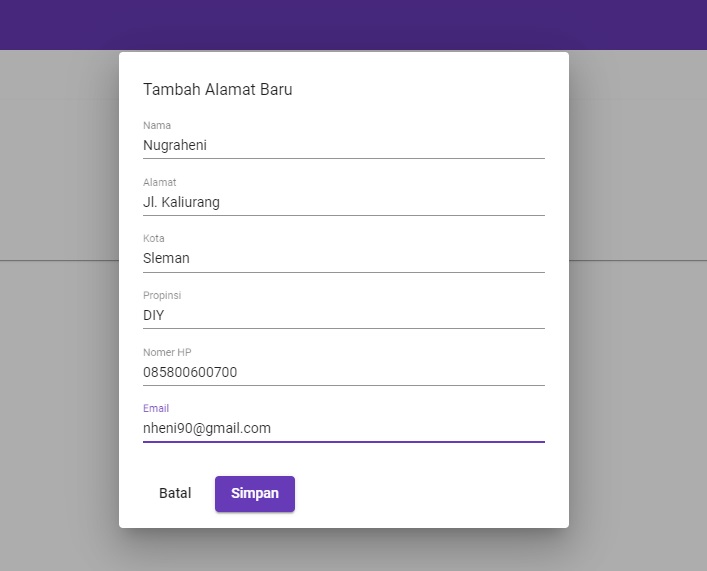 Tambah Alamat Baru
Nama
Nugraheni
Alamat
Jl. Kaliurang
Kota
Sleman
Propinsi
DIY
Nomer HP
085800600700
Email
nheni90@gmail.com
Batal Simpan